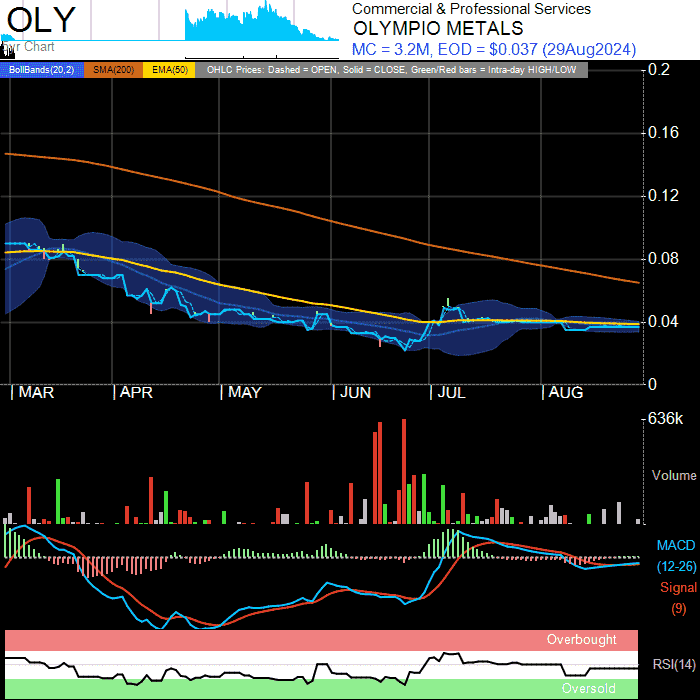 OLY
Commercial & Professional Services
OLYMPIO METALS
MC = 3.2M, EOD = $0.037 (29Aug2024)
yr Chart
BollBands(20,2) SMA(200) EMA(50) OHLC Prices: Dashed = OPEN, Solid = CLOSE, Green/Red bars = Intra-day HIGH/LOW
0.2
0.16
0.12
0.08
0.04
0
MAR APR MAY JUN JUL AUG
636k
Volume
MACD
(12-26)
Signal
(9)
Overbought
RSI(14)
Oversold